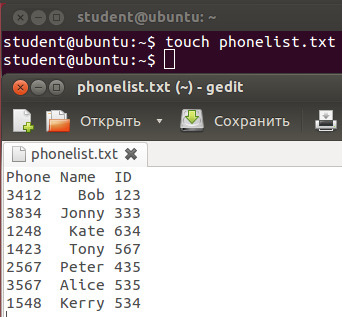 student@ubuntu: ~
student@ubuntu:~$ touch phonelist.txt
student@ubuntu:~$
phonelist.txt (~) - gedit
Открыть Сохранить
phonelist.txt
Phone Name  ID
3412    Bob 123
3834  Jonny 333
1248   Kate 634
1423   Tony 567
2567  Peter 435
3567  Alice 535
1548  Kerry 534